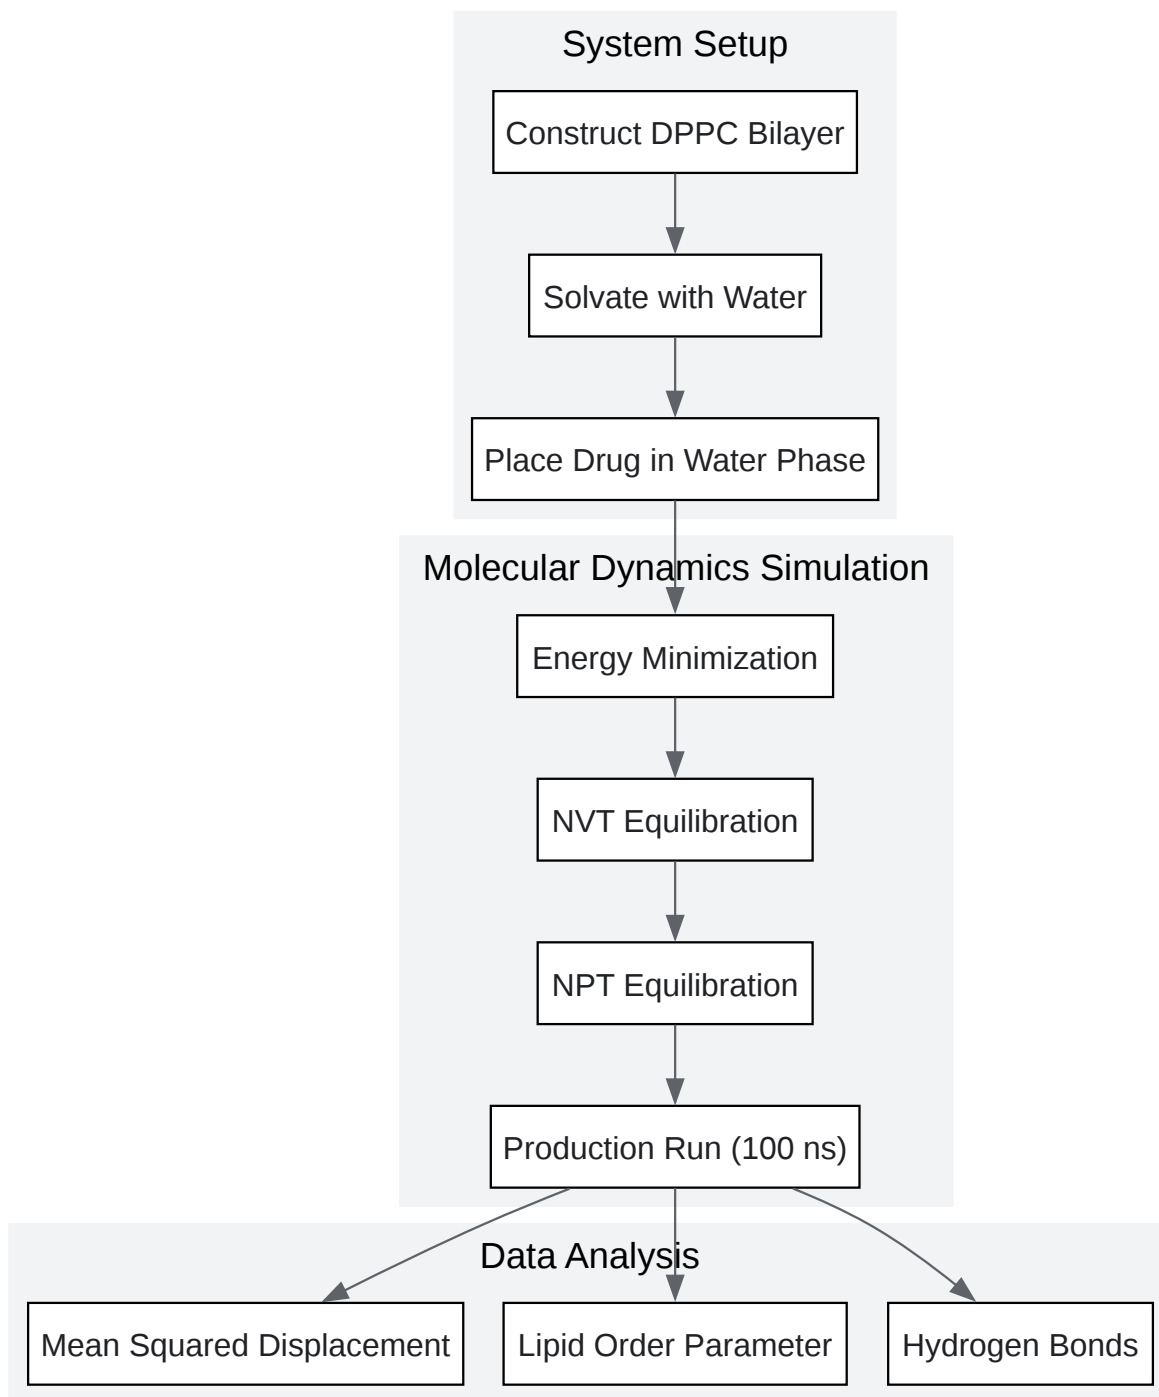 System Setup
Construct DPPC Bilayer
Solvate with Water
Place Drug in Water Phase
Molecular Dynamics Simulation
Energy Minimization
NVT Equilibration
NPT Equilibration
Production Run (100 ns)
Data Analysis
Mean Squared Displacement
Lipid Order Parameter
Hydrogen Bonds